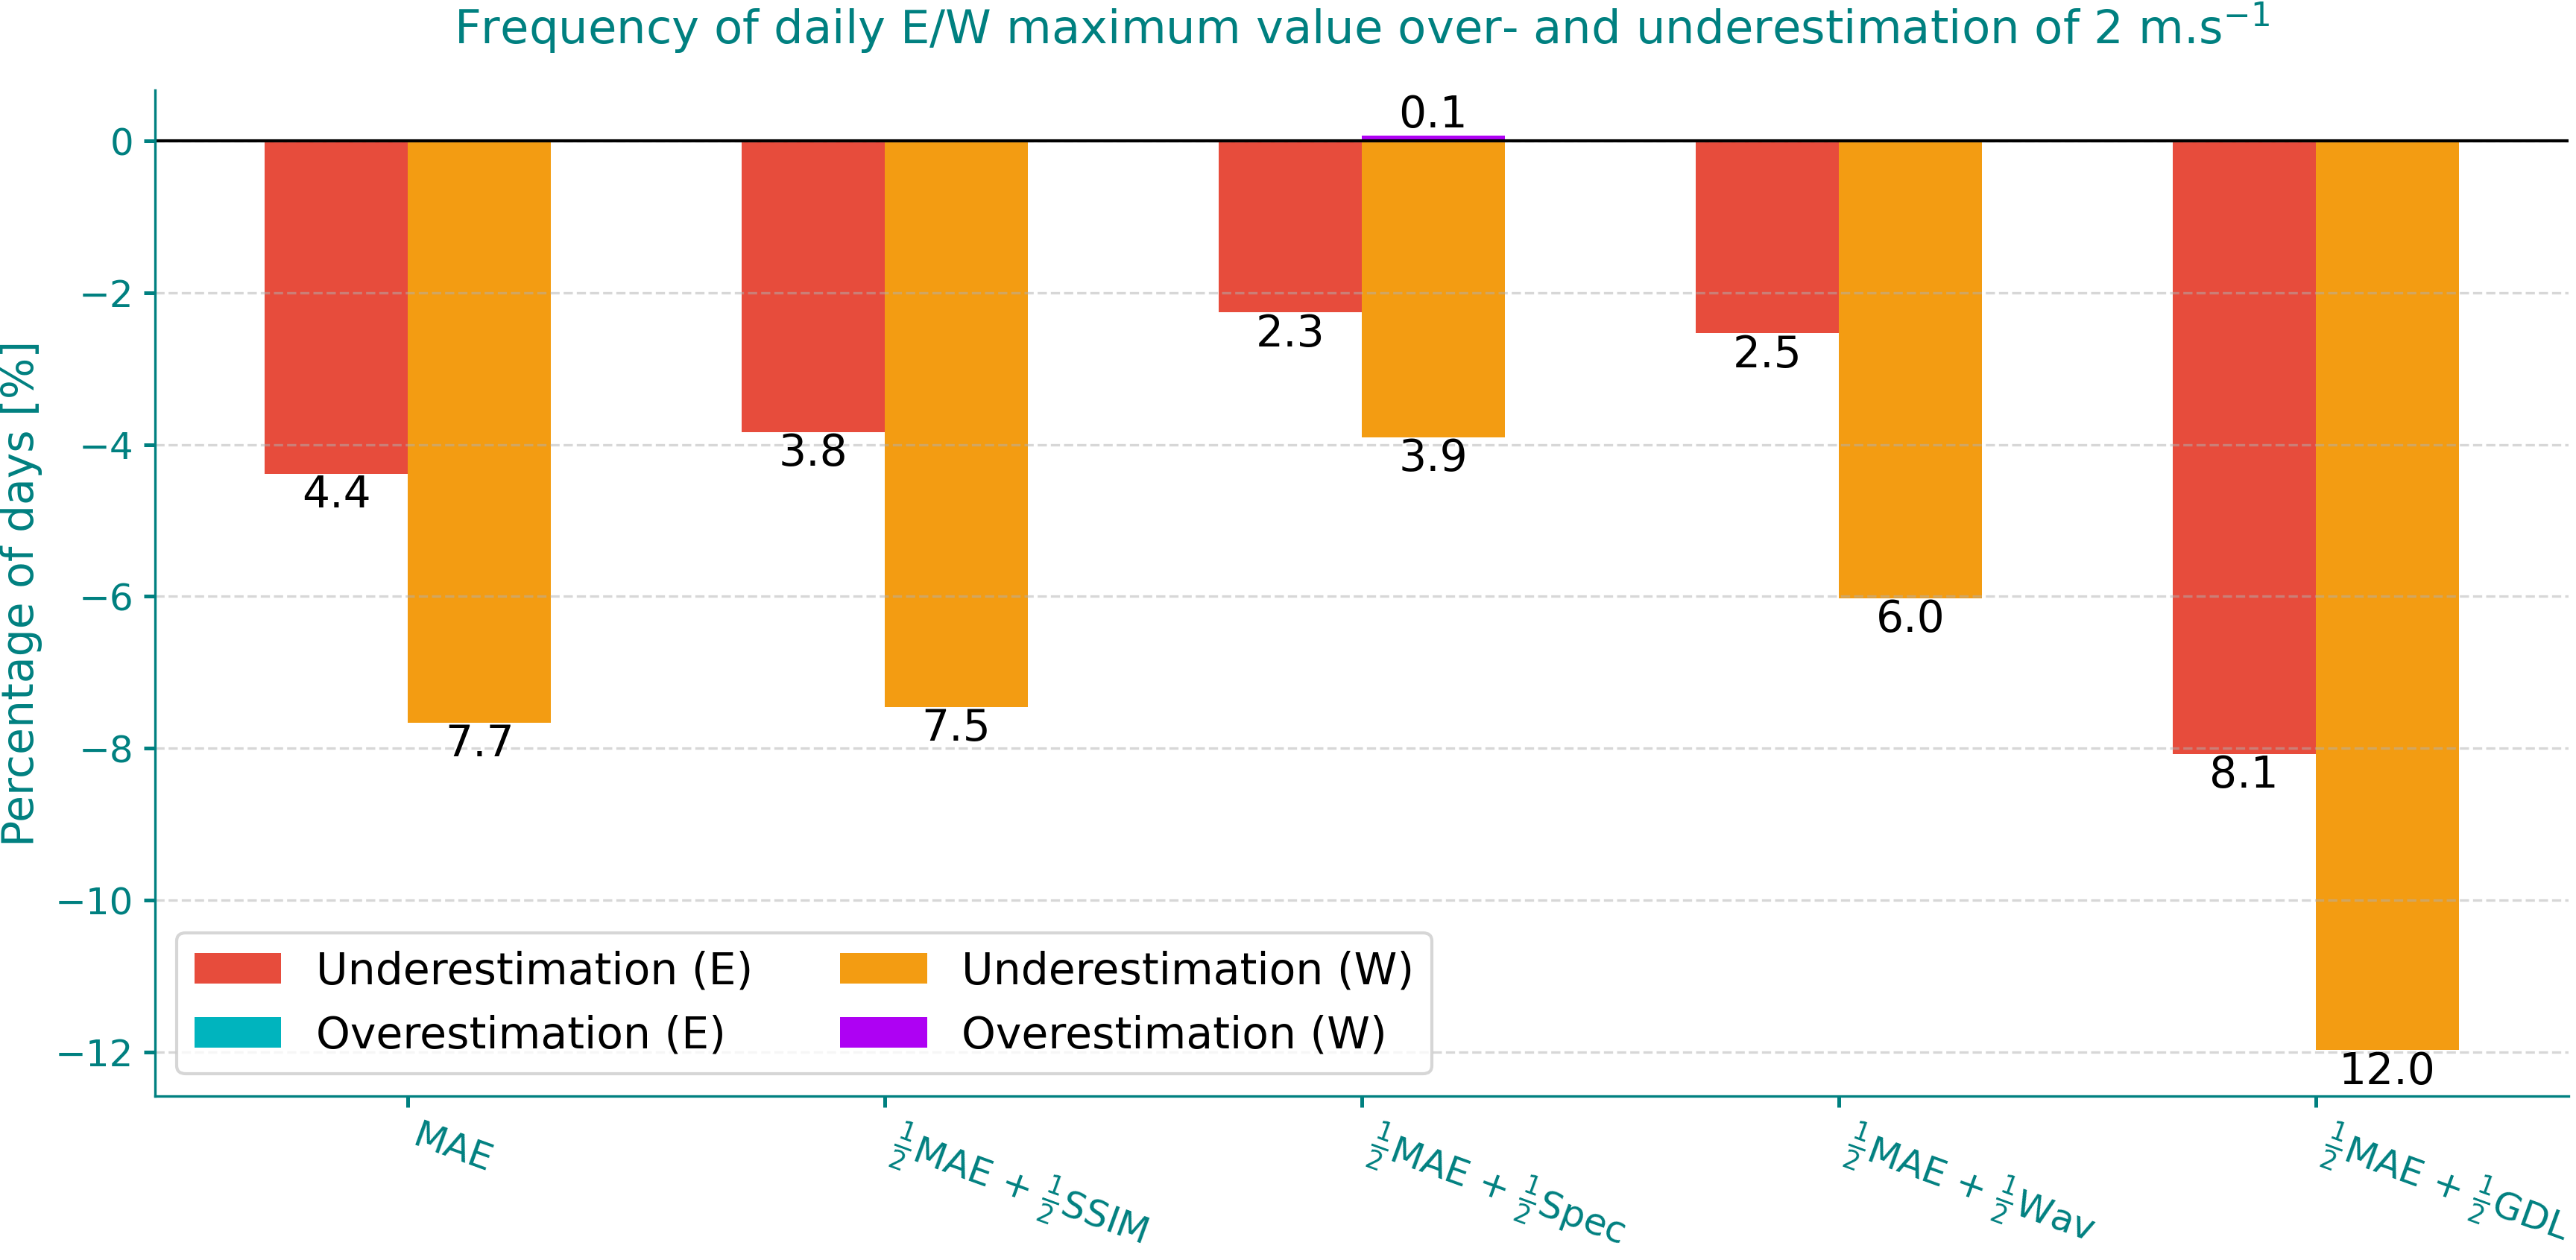 Frequency of daily E/W maximum value over- and underestimation of 2 m.s⁻¹
Percentage of days [%]
0
−2
−4
−6
−8
−10
−12
0.1
4.4
7.7
3.8
7.5
2.3
3.9
2.5
6.0
8.1
12.0
Underestimation (E)
Overestimation (E)
Underestimation (W)
Overestimation (W)
MAE
½MAE + ½SSIM
½MAE + ½Spec
½MAE + ½Wav
½MAE + ½GDL